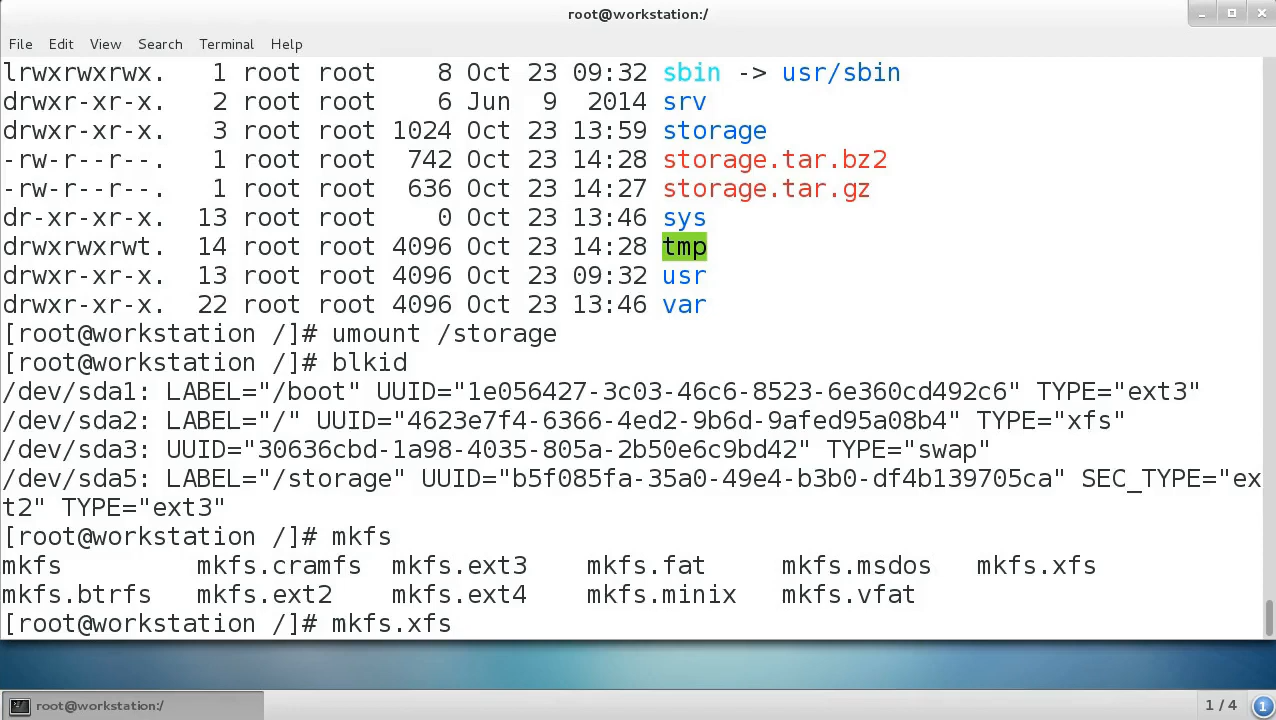 root@workstation:/
File Edit View Search Terminal Help
lrwxrwxrwx. 1 root root 8 Oct 23 09:32 sbin -> usr/sbin
drwxr-xr-x. 2 root root 6 Jun 9 2014 srv
drwxr-xr-x. 3 root root 1024 Oct 23 13:59 storage
-rw-r--r--. 1 root root 742 Oct 23 14:28 storage.tar.bz2
-rw-r--r--. 1 root root 636 Oct 23 14:27 storage.tar.gz
dr-xr-xr-x. 13 root root 0 Oct 23 13:46 sys
drwxrwxrwt. 14 root root 4096 Oct 23 14:28 tmp
drwxr-xr-x. 13 root root 4096 Oct 23 09:32 usr
drwxr-xr-x. 22 root root 4096 Oct 23 13:46 var
[root@workstation /]# umount /storage
[root@workstation /]# blkid
/dev/sda1: LABEL="/boot" UUID="1e056427-3c03-46c6-8523-6e360cd492c6" TYPE="ext3"
/dev/sda2: LABEL="/" UUID="4623e7f4-6366-4ed2-9b6d-9afed95a08b4" TYPE="xfs"
/dev/sda3: UUID="30636cbd-1a98-4035-805a-2b50e6c9bd42" TYPE="swap"
/dev/sda5: LABEL="/storage" UUID="b5f085fa-35a0-49e4-b3b0-df4b139705ca" SEC_TYPE="ex
t2" TYPE="ext3"
[root@workstation /]# mkfs
mkfs mkfs.cramfs mkfs.ext3 mkfs.fat mkfs.msdos mkfs.xfs
mkfs.btrfs mkfs.ext2 mkfs.ext4 mkfs.minix mkfs.vfat
[root@workstation /]# mkfs.xfs
root@workstation:/
1 / 4
1